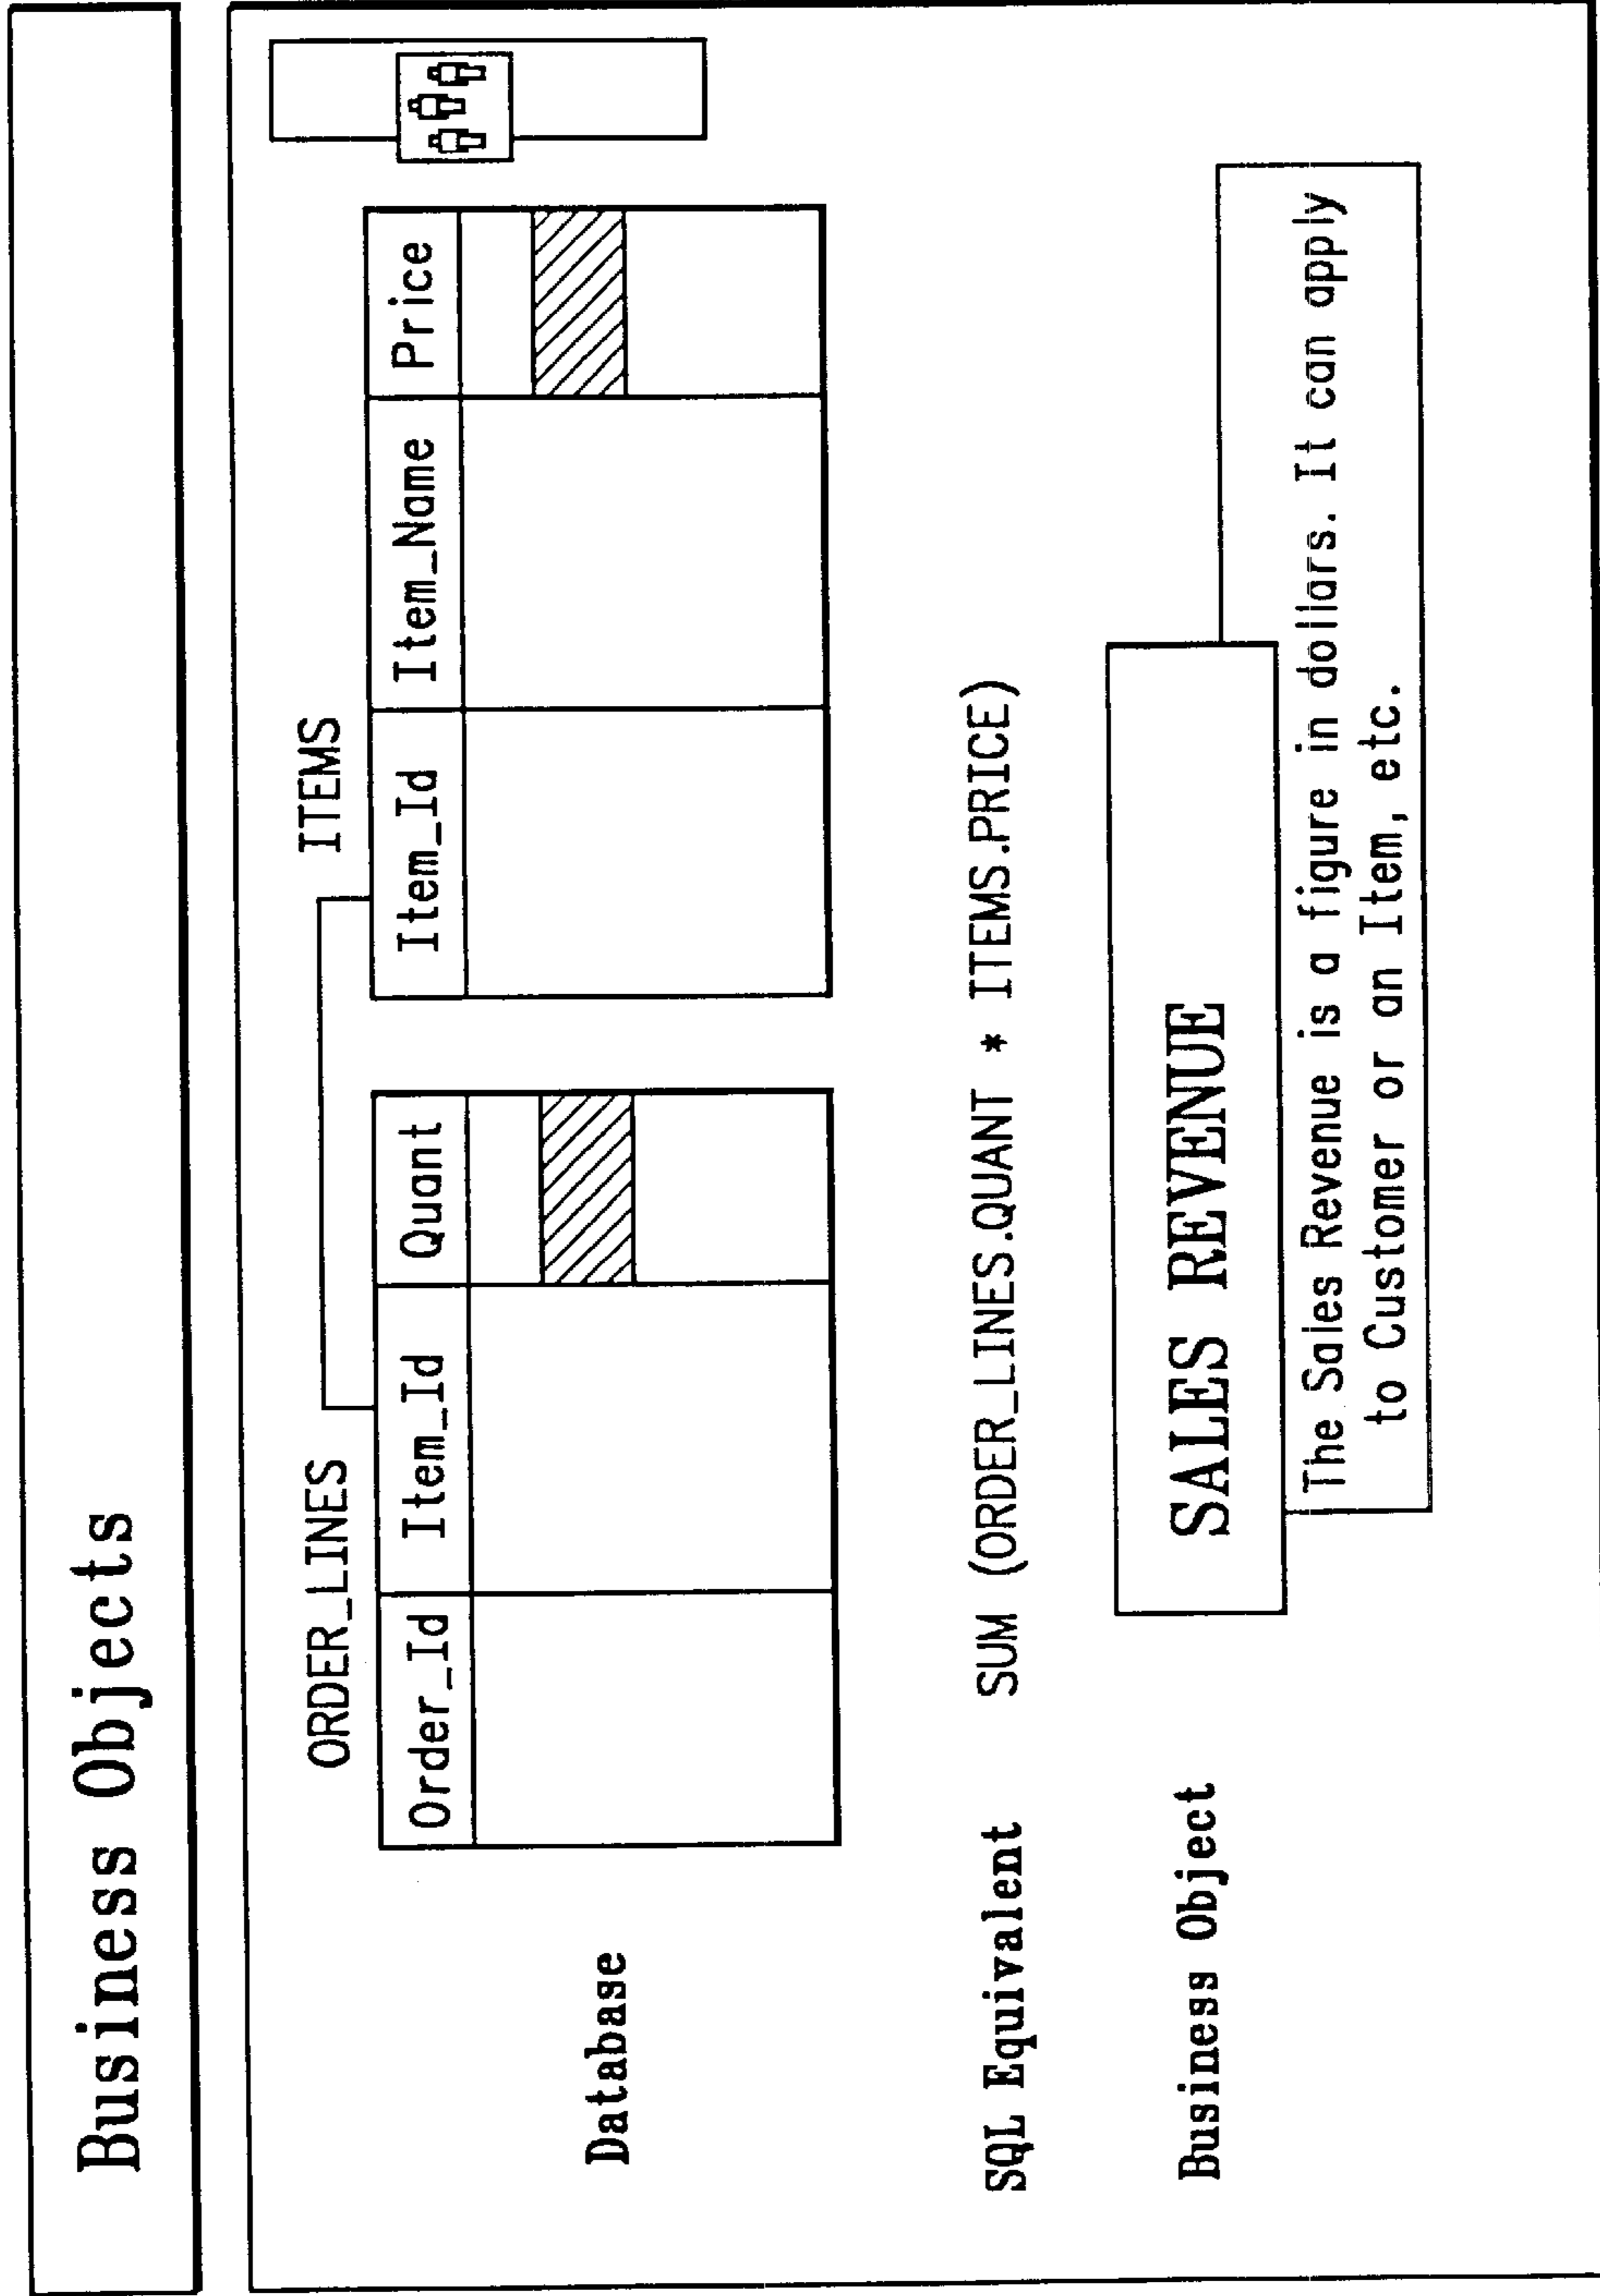 Business Objects
ORDER_LINES
ITEMS
Order_Id Item_Id Quant
Item_Id Item_Name Price
Database
SQL Equivalent SUM (ORDER_LINES.QUANT * ITEMS.PRICE)
Business Object
SALES REVENUE
The Sales Revenue is a figure in dollars. It can apply
to Customer or an Item, etc.